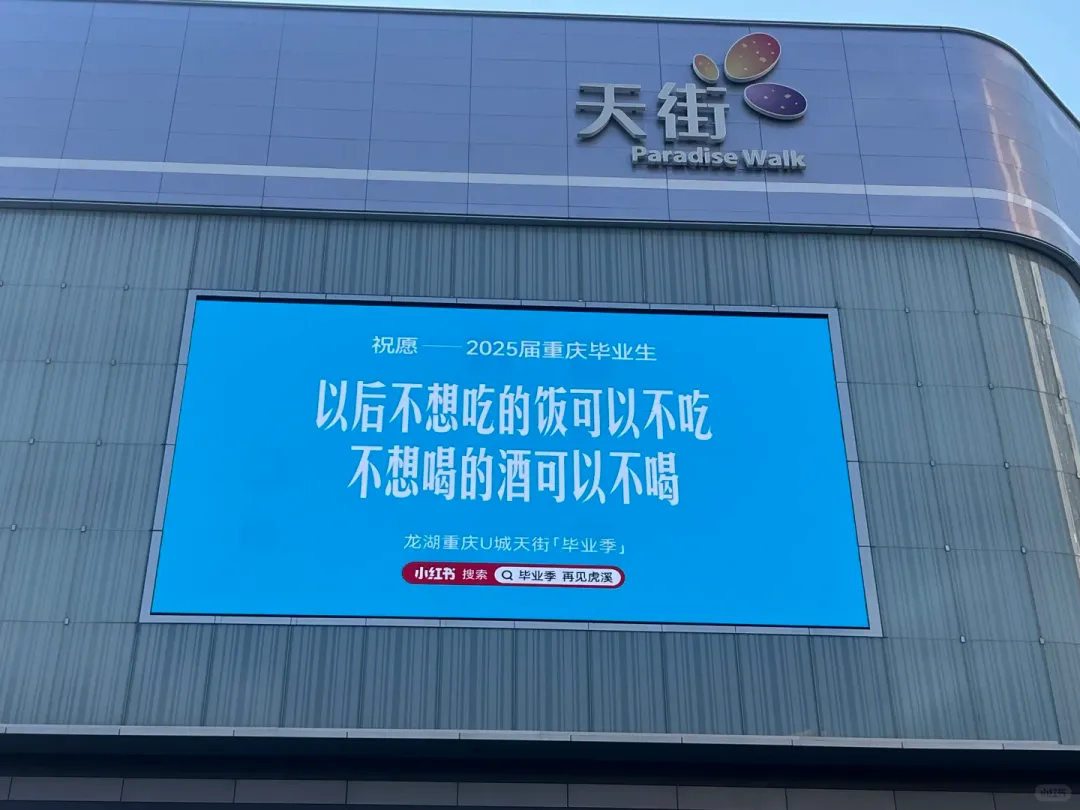 天街
Paradise Walk
祝愿——2025届重庆毕业生
以后不想吃的饭可以不吃
不想喝的酒可以不喝
龙湖重庆U城天街「毕业季」
小红书 搜索 毕业季 再见虎溪
小红书